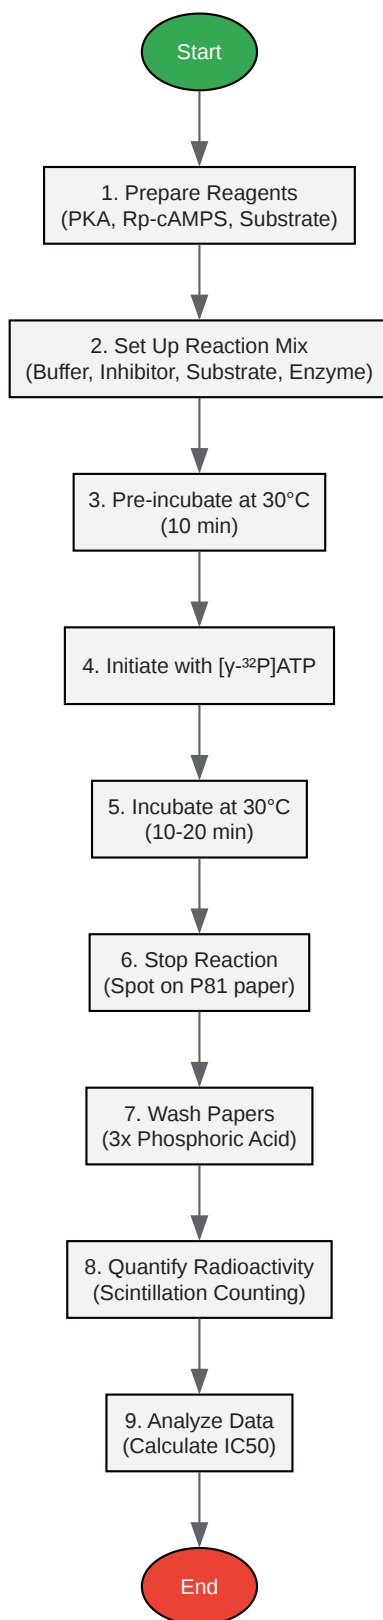 Start
1. Prepare Reagents
(PKA, Rp-cAMPS, Substrate)
2. Set Up Reaction Mix
(Buffer, Inhibitor, Substrate, Enzyme)
3. Pre-incubate at 30°C
(10 min)
4. Initiate with [γ-³²P]ATP
5. Incubate at 30°C
(10-20 min)
6. Stop Reaction
(Spot on P81 paper)
7. Wash Papers
(3x Phosphoric Acid)
8. Quantify Radioactivity
(Scintillation Counting)
9. Analyze Data
(Calculate IC50)
End